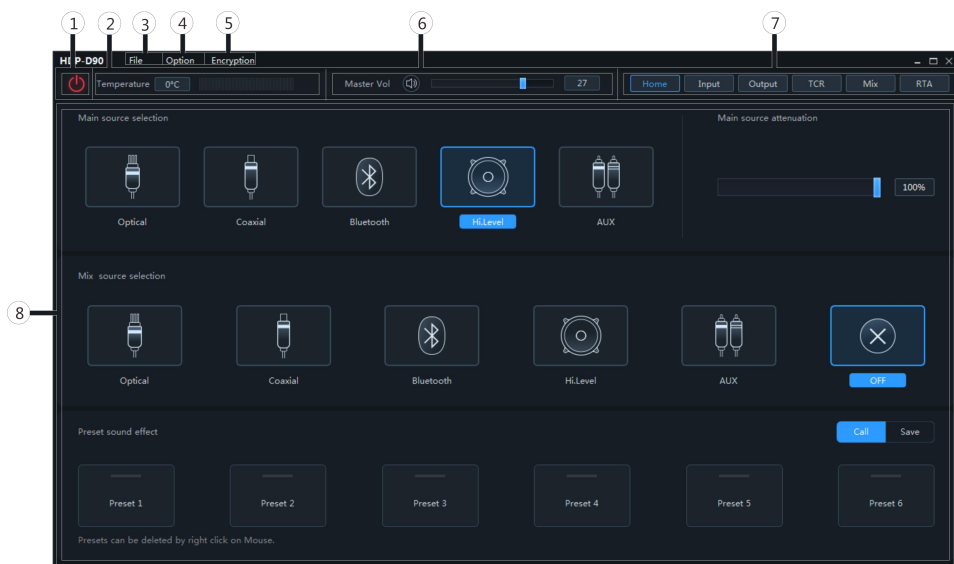 1 2 3 4 5 6 7
HDP-D90 File Option Encryption
Temperature 0°C Master Vol 27 Home Input Output TCR Mix RTA
Main source selection Main source attenuation
100%
Optical Coaxial Bluetooth Hi.Level AUX
Mix source selection
8
Optical Coaxial Bluetooth Hi.Level AUX OFF
Preset sound effect Call Save
Preset 1 Preset 2 Preset 3 Preset 4 Preset 5 Preset 6
Presets can be deleted by right click on Mouse.